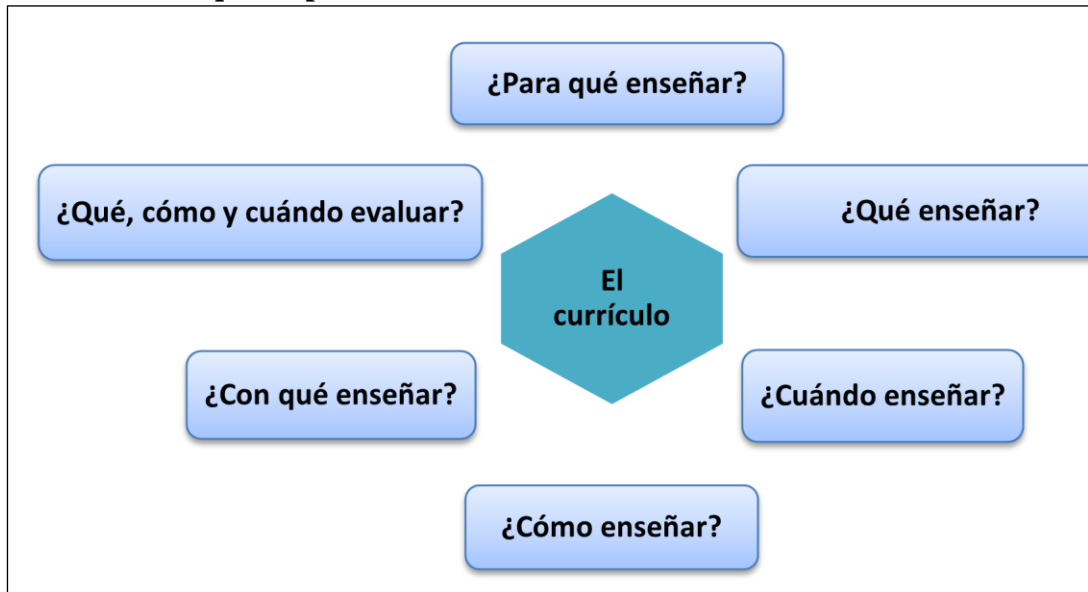 ¿Para qué enseñar?
¿Qué, cómo y cuándo evaluar?
¿Qué enseñar?
El
currículo
¿Con qué enseñar?
¿Cuándo enseñar?
¿Cómo enseñar?